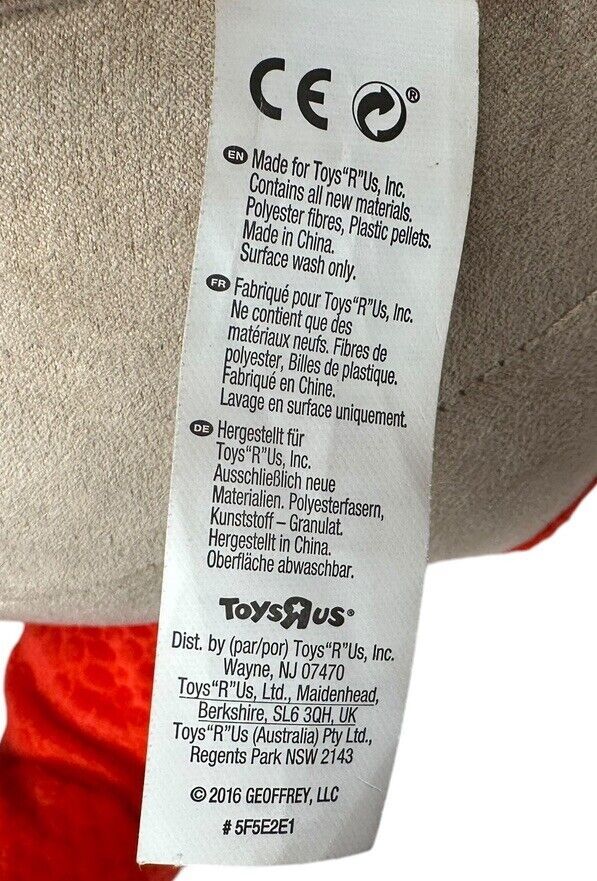 CE ®
EN Made for Toys"R"Us, Inc.
Contains all new materials.
Polyester fibres, Plastic pellets.
Made in China.
Surface wash only.
FR Fabriqué pour Toys"R"Us, Inc.
Ne contient que des
matériaux neufs. Fibres de
polyester, Billes de plastique.
Fabriqué en Chine.
Lavage en surface uniquement.
DE Hergestellt für
Toys"R"Us, Inc.
Ausschließlich neue
Materialien. Polyesterfasern,
Kunststoff – Granulat.
Hergestellt in China.
Oberfläche abwaschbar.
ToysRus®
Dist. by (par/por) Toys"R"Us, Inc.
Wayne, NJ 07470
Toys"R"Us, Ltd., Maidenhead,
Berkshire, SL6 3QH, UK
Toys"R"Us (Australia) Pty Ltd.,
Regents Park NSW 2143
© 2016 GEOFFREY, LLC
# 5F5E2E1